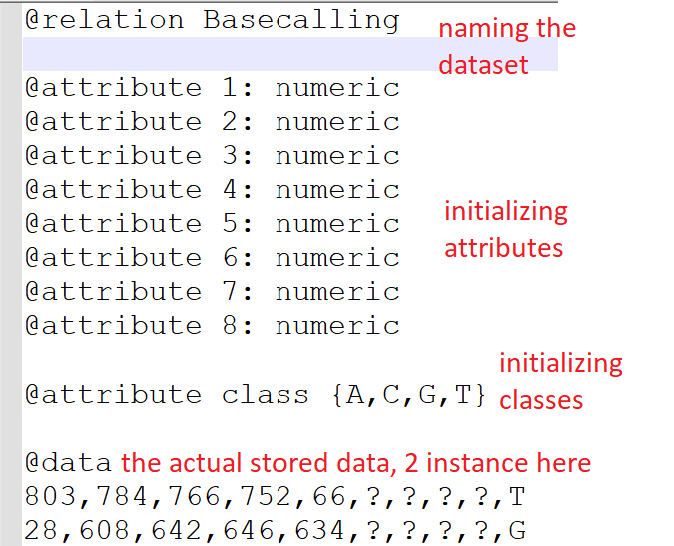 @relation Basecalling
naming the
dataset
@attribute 1: numeric
@attribute 2: numeric
@attribute 3: numeric
@attribute 4: numeric
@attribute 5: numeric
@attribute 6: numeric
@attribute 7: numeric
@attribute 8: numeric
initializing
attributes
initializing
classes
@attribute class {A,C,G,T}
@data the actual stored data, 2 instance here
803,784,766,752,66,?,?,?,?,T
28,608,642,646,634,?,?,?,?,G